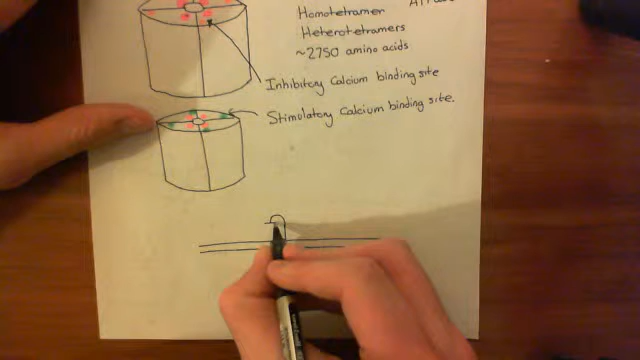 Homotetramer
Heterotetramers
~2750 amino acids
Inhibitory Calcium binding site
Stimulatory Calcium binding site.